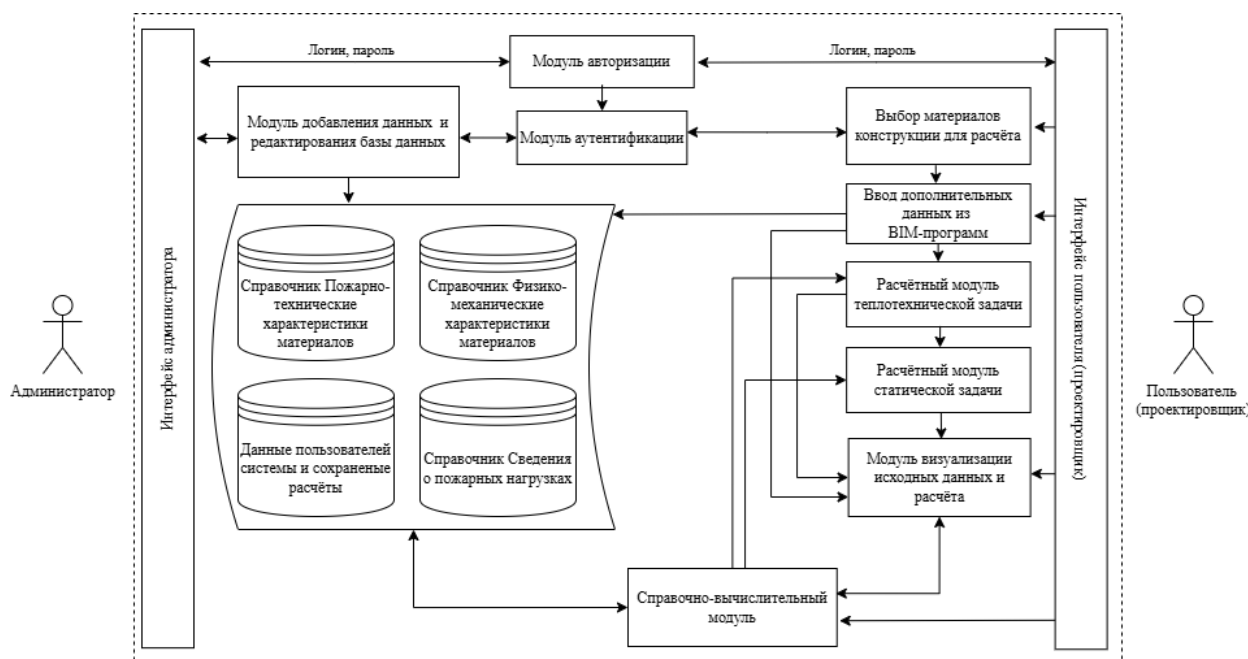 Логин, пароль
Логин, пароль
Модуль авторизации
Модуль добавления данных и
редактирования базы данных
Модуль аутентификации
Выбор материалов
конструкции для расчёта
Ввод дополнительных
данных из
BIM-программ
Справочник Пожарно-
технические
характеристики
материалов
Справочник Физико-
механические
характеристики
материалов
Расчётный модуль
теплотехнической задачи
Расчётный модуль
статической задачи
Данные пользователей
системы и сохраненые
расчёты
Справочник Сведения
о пожарных нагрузках
Модуль визуализации
исходных данных и
расчёта
Справочно-вычислительный
модуль
Интерфейс администратора
Интерфейс пользователя (проектировщик)
Администратор
Пользователь
(проектировщик)